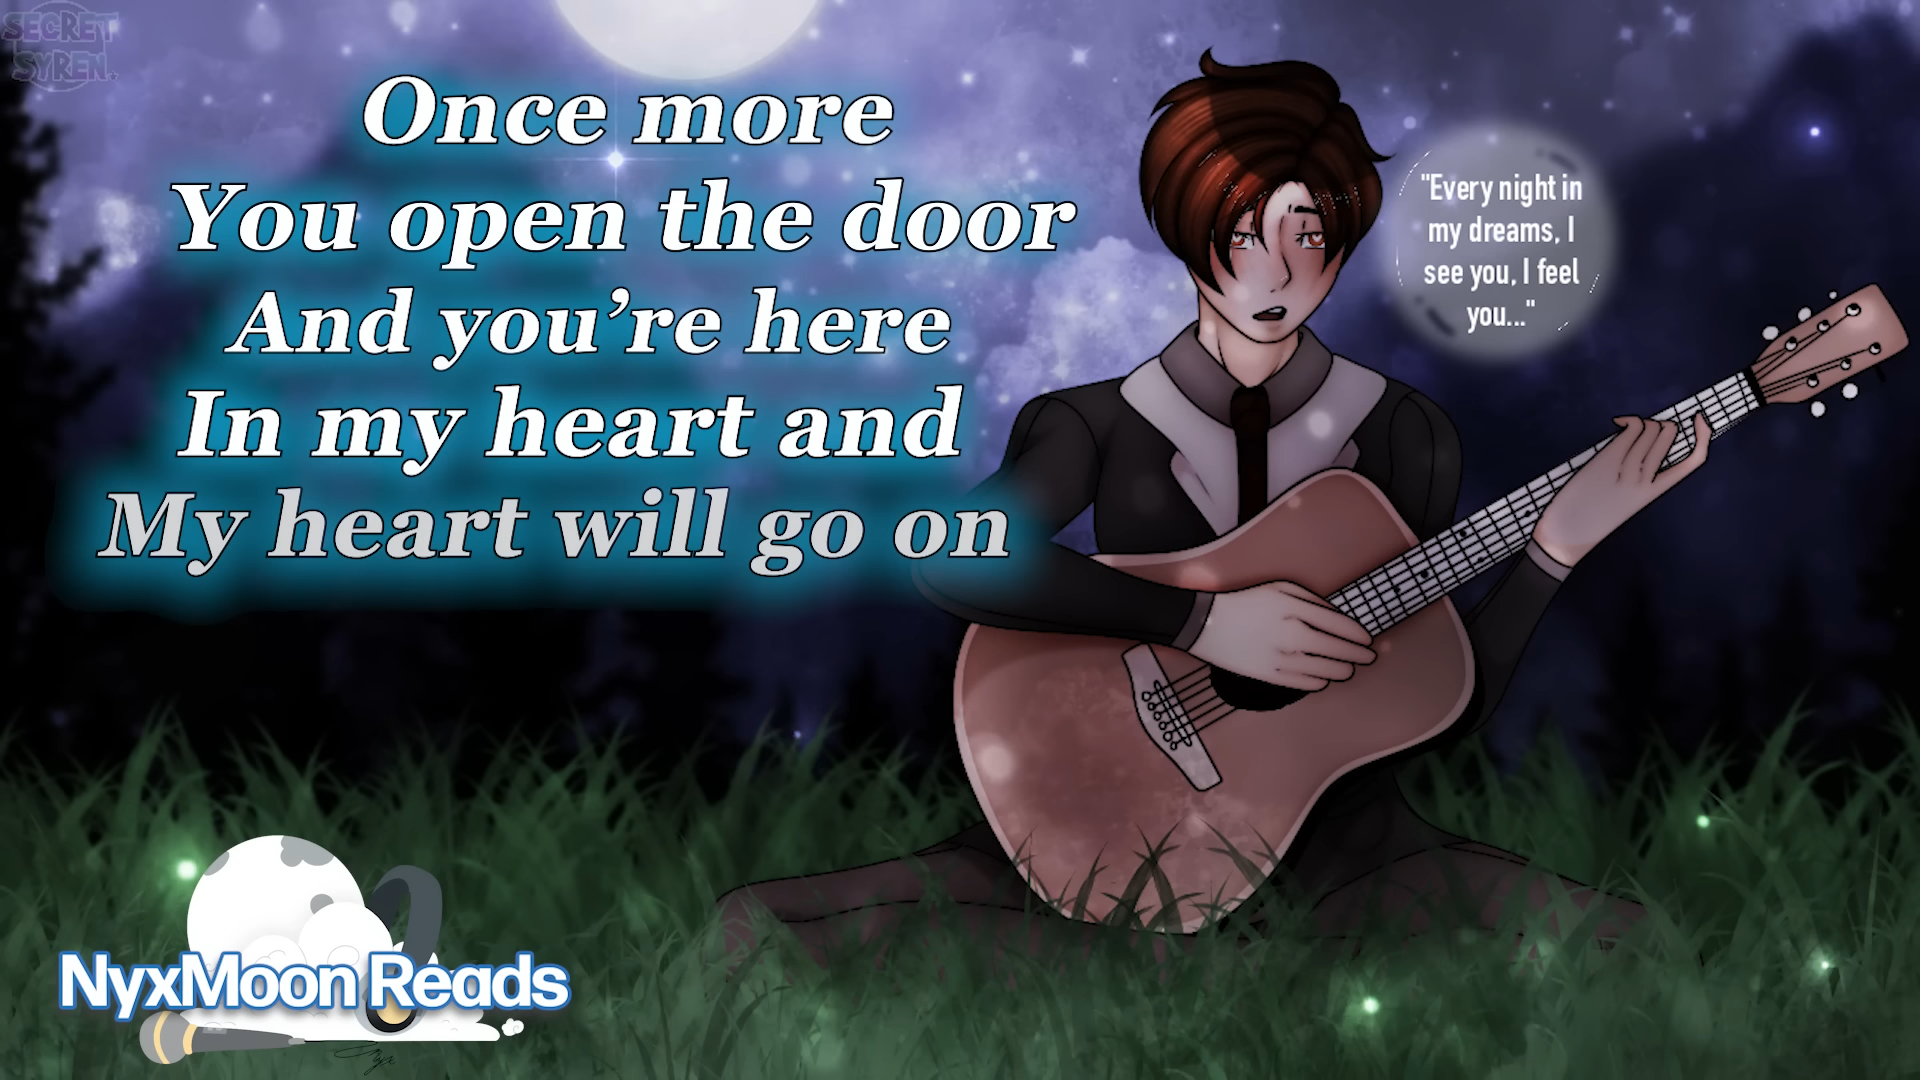 SECRET
SYREN
Once more
You open the door
And you're here
In my heart and
My heart will go on
"Every night in
my dreams, I
see you, I feel
you..."
NyxMoon Reads